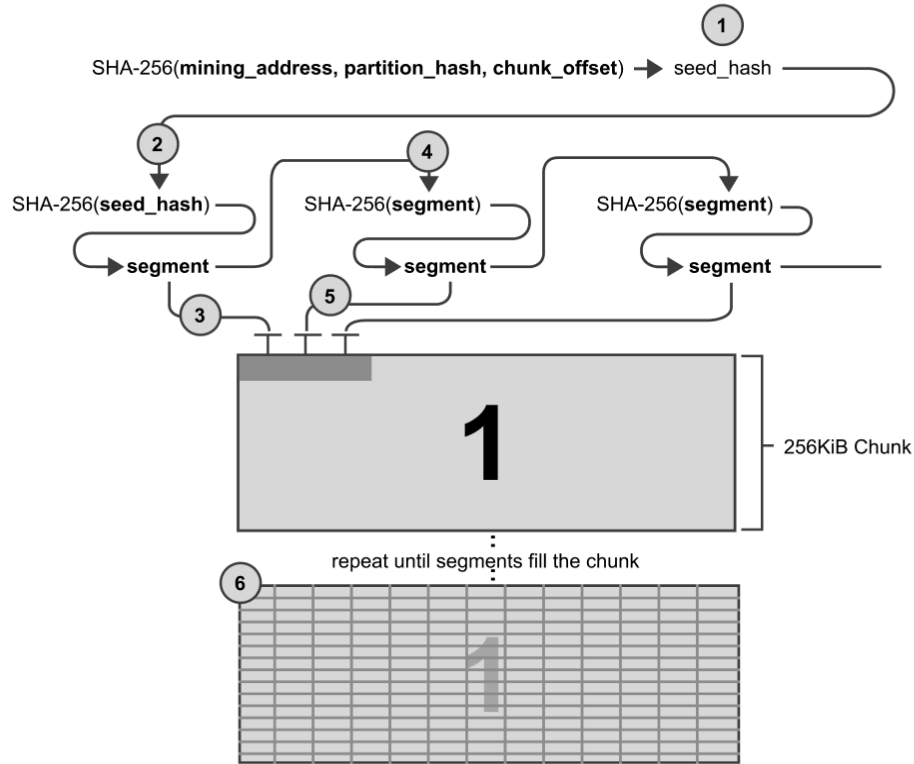 1
SHA-256(mining_address, partition_hash, chunk_offset) seed_hash
2
4
SHA-256(seed_hash) SHA-256(segment) SHA-256(segment)
segment segment segment
3
5
1
256KiB Chunk
repeat until segments fill the chunk
6
1